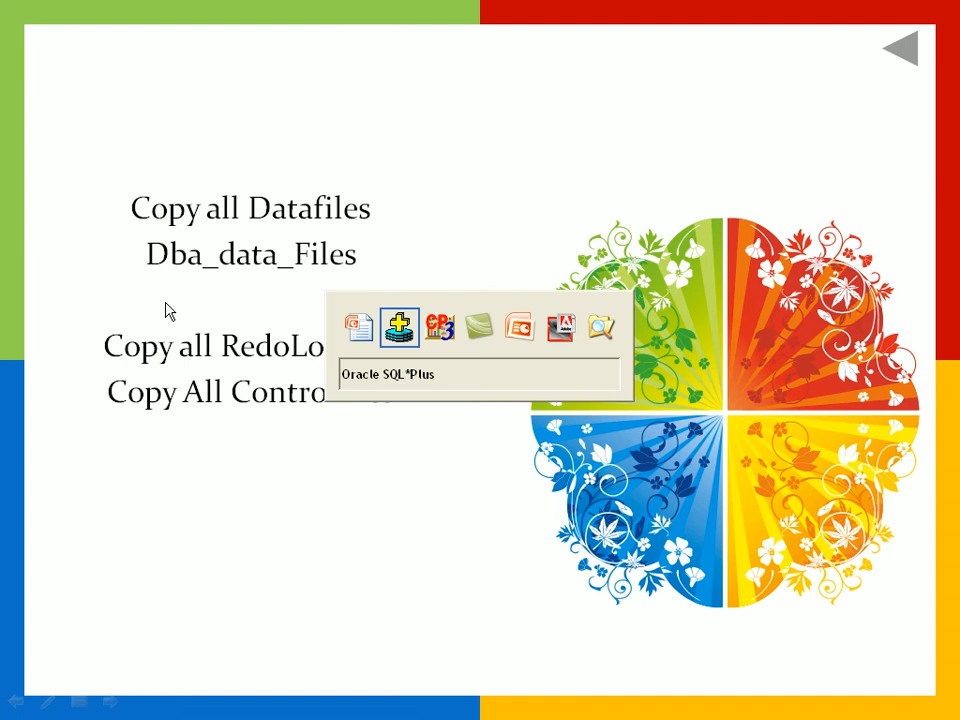 Copy all Datafiles
Dba_data_Files
Copy all RedoLo
Copy All Contro
Oracle SQL*Plus